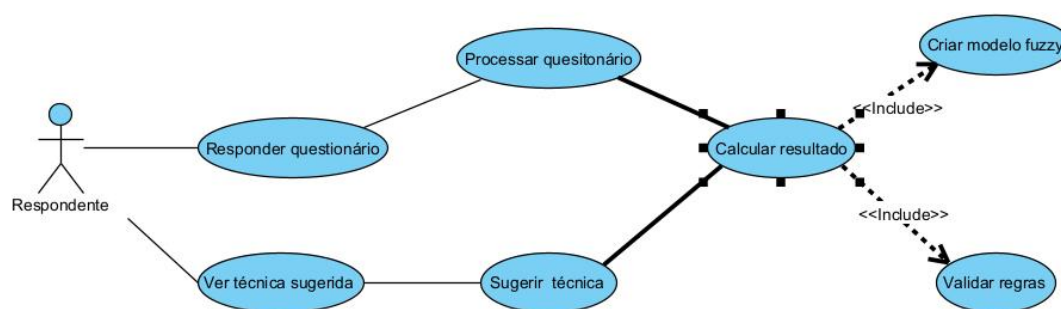 Criar modelo fuzzy
Processar quesitonário
<<Include>>
Responder questionário
Calcular resultado
Respondente
<<Include>>
Ver técnica sugerida
Sugerir técnica
Validar regras